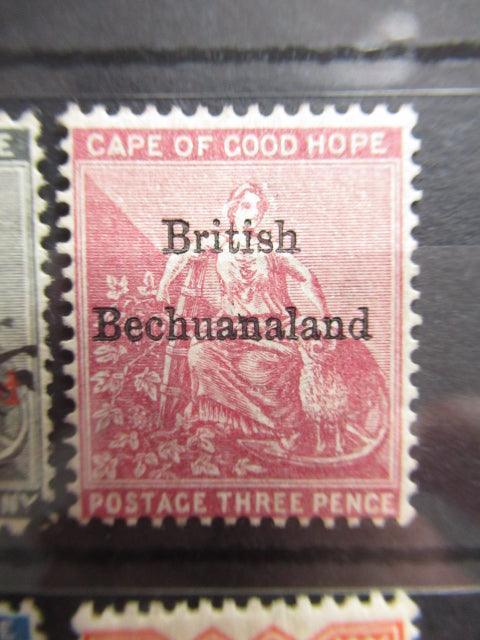 CAPE OF GOOD HOPE
British
Bechuanaland
POSTAGE THREE PENCE